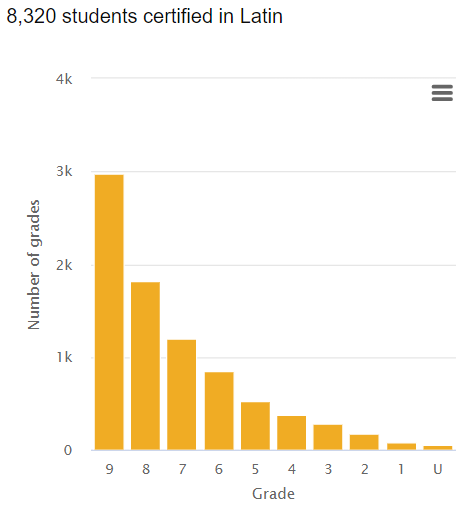 8,320 students certified in Latin
4k
3k
2k
1k
0
Number of grades
9 8 7 6 5 4 3 2 1 U
Grade